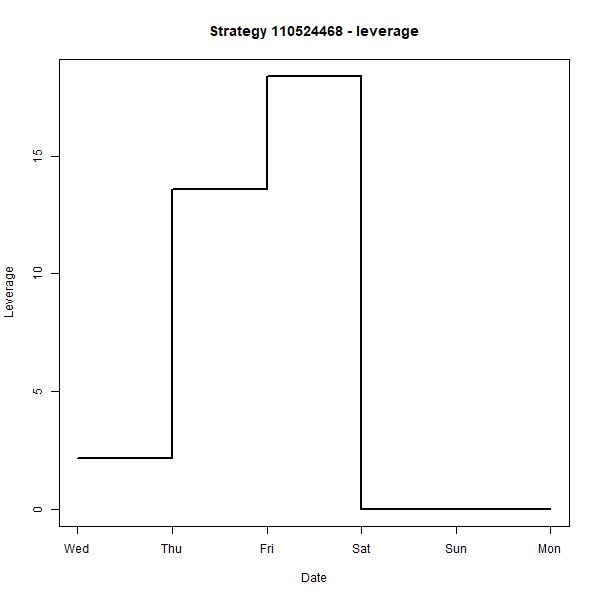 Strategy 110524468 - leverage
Leverage
15
10
5
0
Wed Thu Fri Sat Sun Mon
Date